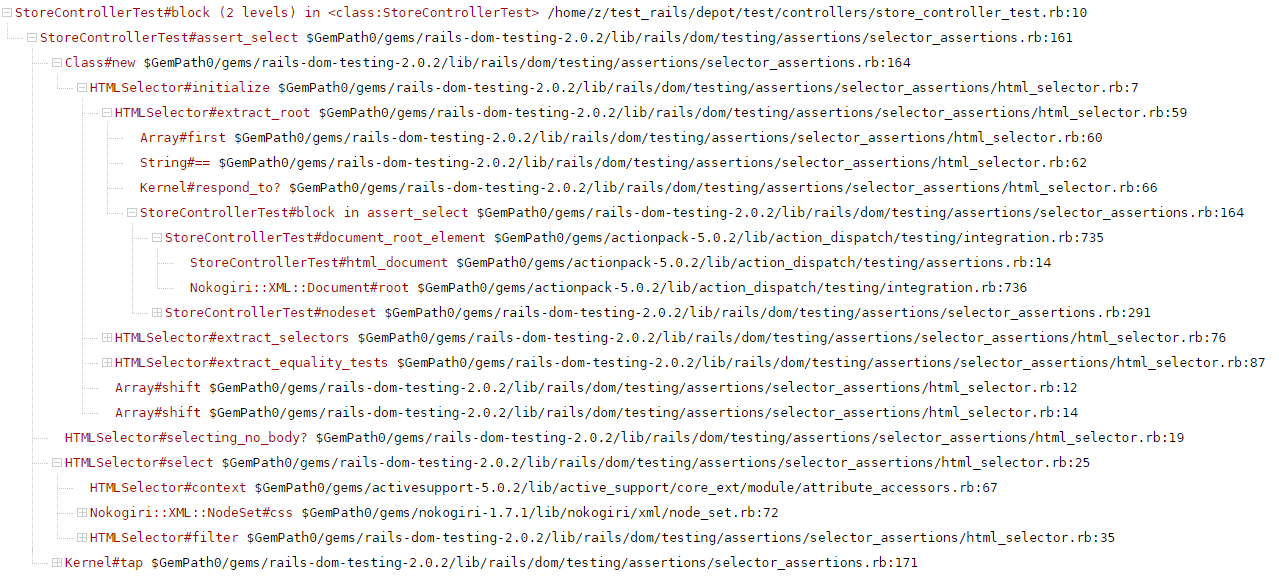 StoreControllerTest#block (2 levels) in <class:StoreControllerTest> /home/z/test_rails/depot/test/controllers/store_controller_test.rb:10
StoreControllerTest#assert_select $GemPath0/gems/rails-dom-testing-2.0.2/lib/rails/dom/testing/assertions/selector_assertions.rb:161
Class#new $GemPath0/gems/rails-dom-testing-2.0.2/lib/rails/dom/testing/assertions/selector_assertions.rb:164
HTMLSelector#initialize $GemPath0/gems/rails-dom-testing-2.0.2/lib/rails/dom/testing/assertions/selector_assertions/html_selector.rb:7
HTMLSelector#extract_root $GemPath0/gems/rails-dom-testing-2.0.2/lib/rails/dom/testing/assertions/selector_assertions/html_selector.rb:59
Array#first $GemPath0/gems/rails-dom-testing-2.0.2/lib/rails/dom/testing/assertions/selector_assertions/html_selector.rb:60
String#== $GemPath0/gems/rails-dom-testing-2.0.2/lib/rails/dom/testing/assertions/selector_assertions/html_selector.rb:62
Kernel#respond_to? $GemPath0/gems/rails-dom-testing-2.0.2/lib/rails/dom/testing/assertions/selector_assertions/html_selector.rb:66
StoreControllerTest#block in assert_select $GemPath0/gems/rails-dom-testing-2.0.2/lib/rails/dom/testing/assertions/selector_assertions.rb:164
StoreControllerTest#document_root_element $GemPath0/gems/actionpack-5.0.2/lib/action_dispatch/testing/integration.rb:735
StoreControllerTest#html_document $GemPath0/gems/actionpack-5.0.2/lib/action_dispatch/testing/assertions.rb:14
Nokogiri::XML::Document#root $GemPath0/gems/actionpack-5.0.2/lib/action_dispatch/testing/integration.rb:736
StoreControllerTest#nodeset $GemPath0/gems/rails-dom-testing-2.0.2/lib/rails/dom/testing/assertions/selector_assertions.rb:291
HTMLSelector#extract_selectors $GemPath0/gems/rails-dom-testing-2.0.2/lib/rails/dom/testing/assertions/selector_assertions/html_selector.rb:76
HTMLSelector#extract_equality_tests $GemPath0/gems/rails-dom-testing-2.0.2/lib/rails/dom/testing/assertions/selector_assertions/html_selector.rb:87
Array#shift $GemPath0/gems/rails-dom-testing-2.0.2/lib/rails/dom/testing/assertions/selector_assertions/html_selector.rb:12
Array#shift $GemPath0/gems/rails-dom-testing-2.0.2/lib/rails/dom/testing/assertions/selector_assertions/html_selector.rb:14
HTMLSelector#selecting_no_body? $GemPath0/gems/rails-dom-testing-2.0.2/lib/rails/dom/testing/assertions/selector_assertions/html_selector.rb:19
HTMLSelector#select $GemPath0/gems/rails-dom-testing-2.0.2/lib/rails/dom/testing/assertions/selector_assertions/html_selector.rb:25
HTMLSelector#context $GemPath0/gems/activesupport-5.0.2/lib/active_support/core_ext/module/attribute_accessors.rb:67
Nokogiri::XML::NodeSet#css $GemPath0/gems/nokogiri-1.7.1/lib/nokogiri/xml/node_set.rb:72
HTMLSelector#filter $GemPath0/gems/rails-dom-testing-2.0.2/lib/rails/dom/testing/assertions/selector_assertions/html_selector.rb:35
Kernel#tap $GemPath0/gems/rails-dom-testing-2.0.2/lib/rails/dom/testing/assertions/selector_assertions.rb:171